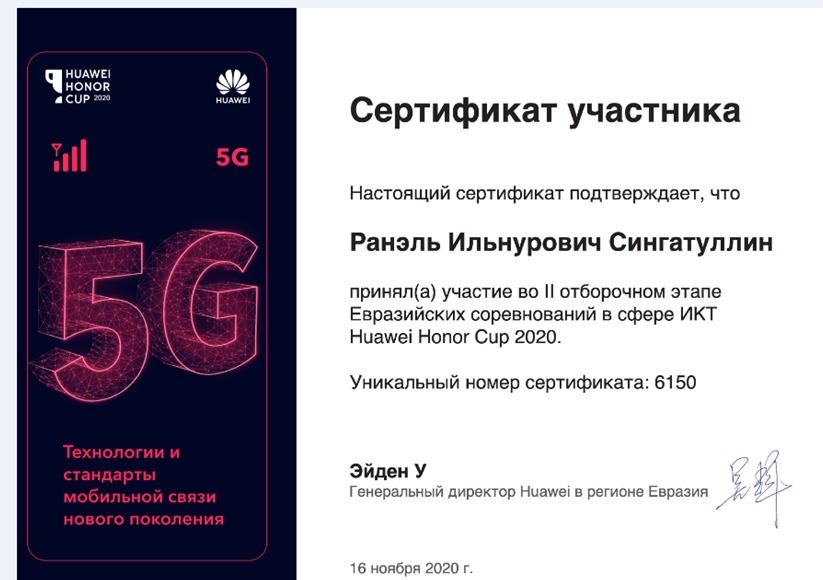 HUAWEI
HONOR
CUP 2020
HUAWEI
5G
5G
Технологии и
стандарты
мобильной связи
нового поколения
Сертификат участника
Настоящий сертификат подтверждает, что
Ранэль Ильнурович Сингатуллин
принял(а) участие во II отборочном этапе
Евразийских соревнований в сфере ИКТ
Huawei Honor Cup 2020.
Уникальный номер сертификата: 6150
Эйден У
Генеральный директор Huawei в регионе Евразия
16 ноября 2020 г.